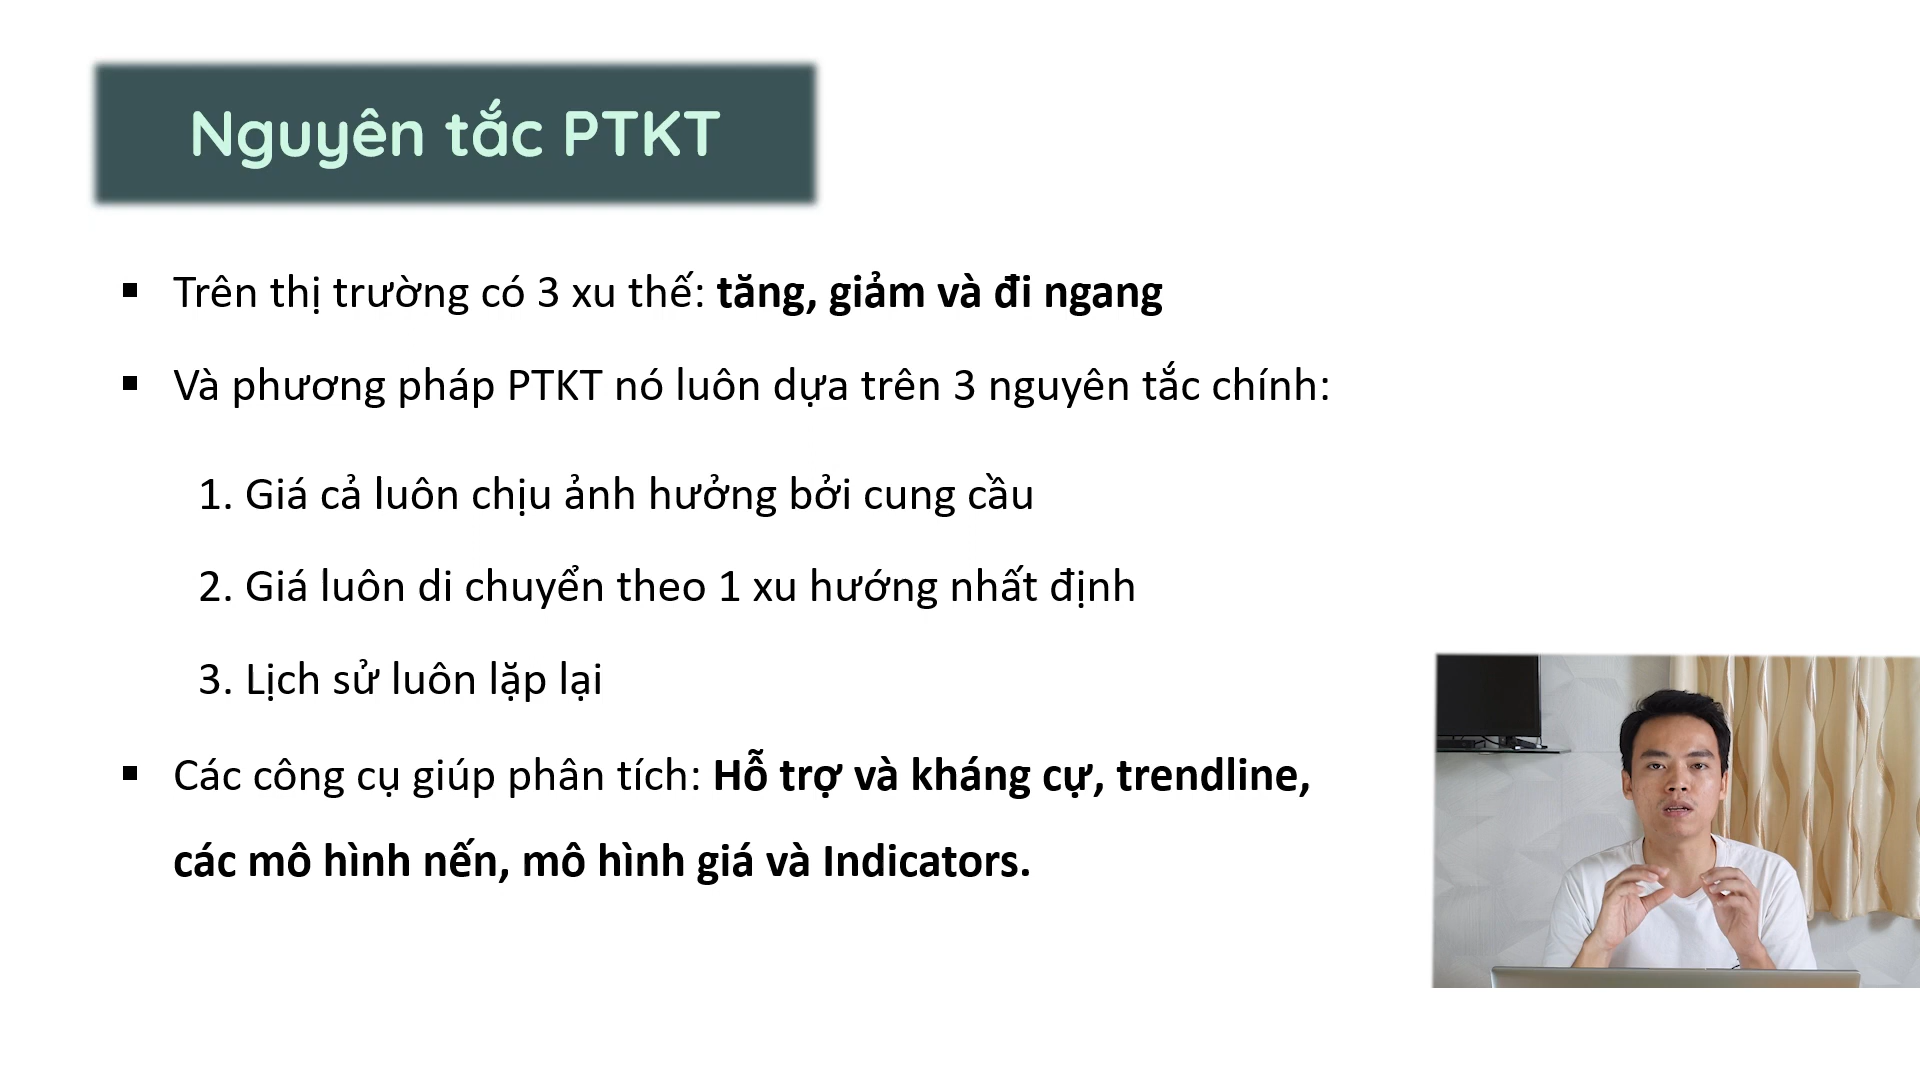 Nguyên tắc PTKT
▪ Trên thị trường có 3 xu thế: tăng, giảm và đi ngang
▪ Và phương pháp PTKT nó luôn dựa trên 3 nguyên tắc chính:
1. Giá cả luôn chịu ảnh hưởng bởi cung cầu
2. Giá luôn di chuyển theo 1 xu hướng nhất định
3. Lịch sử luôn lặp lại
▪ Các công cụ giúp phân tích: Hỗ trợ và kháng cự, trendline,
các mô hình nến, mô hình giá và Indicators.